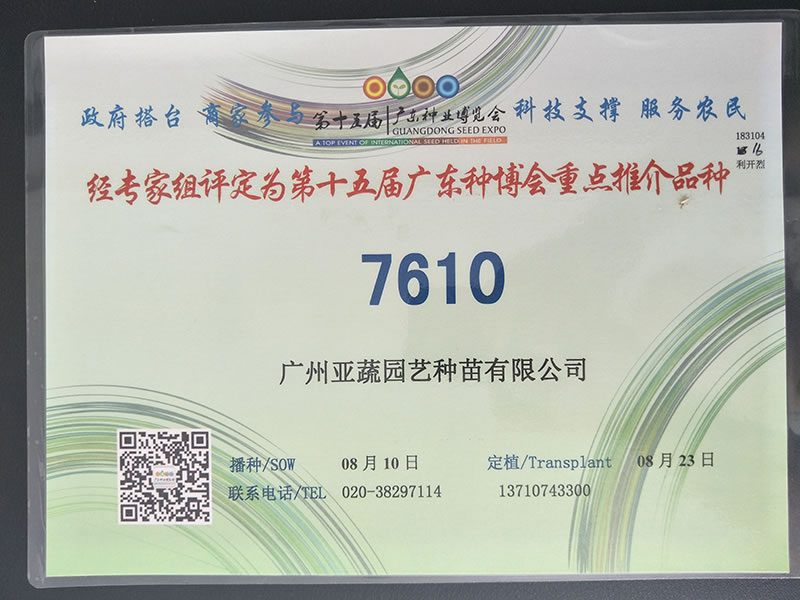 政府搭台 商家参与 第十五届 广东种业博览会 科技支撑 服务农民
GUANGDONG SEED EXPO
A TOP EVENT OF INTERNATIONAL SEED HELD IN THE FIELD
183104
16
利开烈
经专家组评定为第十五届广东种博会重点推介品种
7610
广州亚蔬园艺种苗有限公司
播种/SOW 08月10日 定植/Transplant 08月23日
联系电话/TEL 020-38297114 13710743300